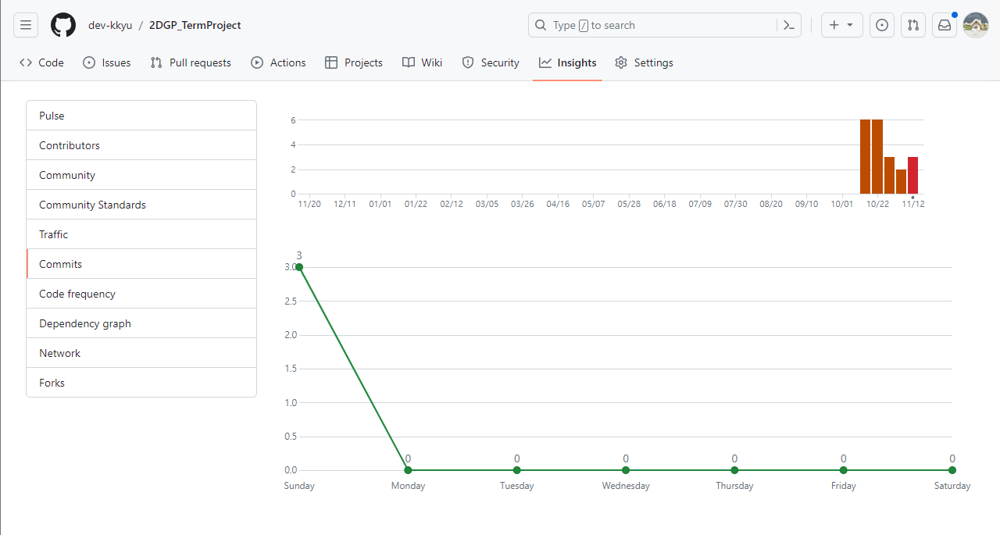 dev-kkyu / 2DGP_TermProject
Type / to search
Code Issues Pull requests Actions Projects Wiki Security Insights Settings
Pulse
Contributors
Community
Community Standards
Traffic
Commits
Code frequency
Dependency graph
Network
Forks
6
4
2
0
11/20 12/11 01/01 01/22 02/12 03/05 03/26 04/16 05/07 05/28 06/18 07/09 07/30 08/20 09/10 10/01 10/22 11/12
3
3.0
2.5
2.0
1.5
1.0
0.5
0 0 0 0 0 0
0.0
Sunday Monday Tuesday Wednesday Thursday Friday Saturday